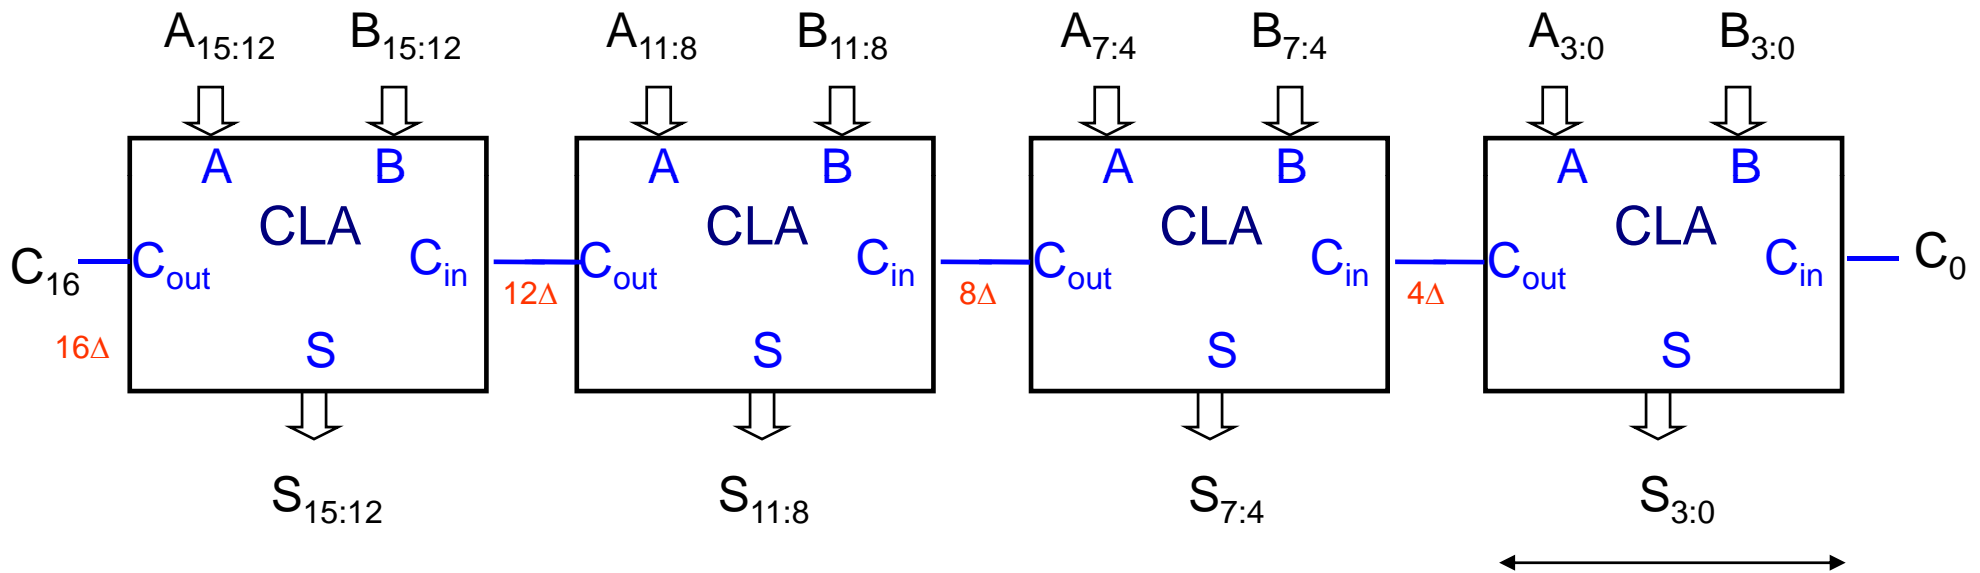 A15:12 B15:12 A11:8 B11:8 A7:4 B7:4 A3:0 B3:0
A B A B A B A B
CLA CLA CLA CLA
C16 Cout Cin Cout Cin Cout Cin Cout Cin C0
12Δ 8Δ 4Δ
16Δ S S S S
S15:12 S11:8 S7:4 S3:0